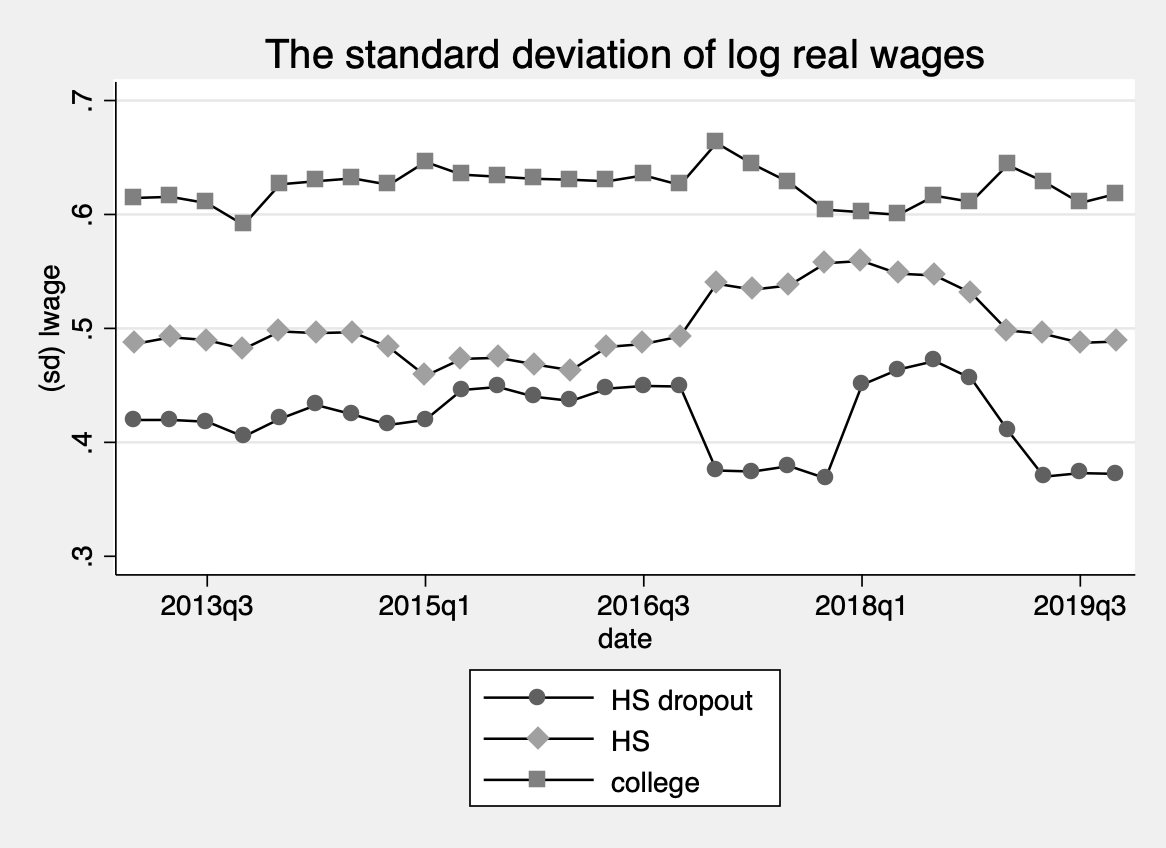 The standard deviation of log real wages
(sd) lwage
.7
.6
.5
.4
.3
2013q3 2015q1 2016q3 2018q1 2019q3
date
HS dropout
HS
college